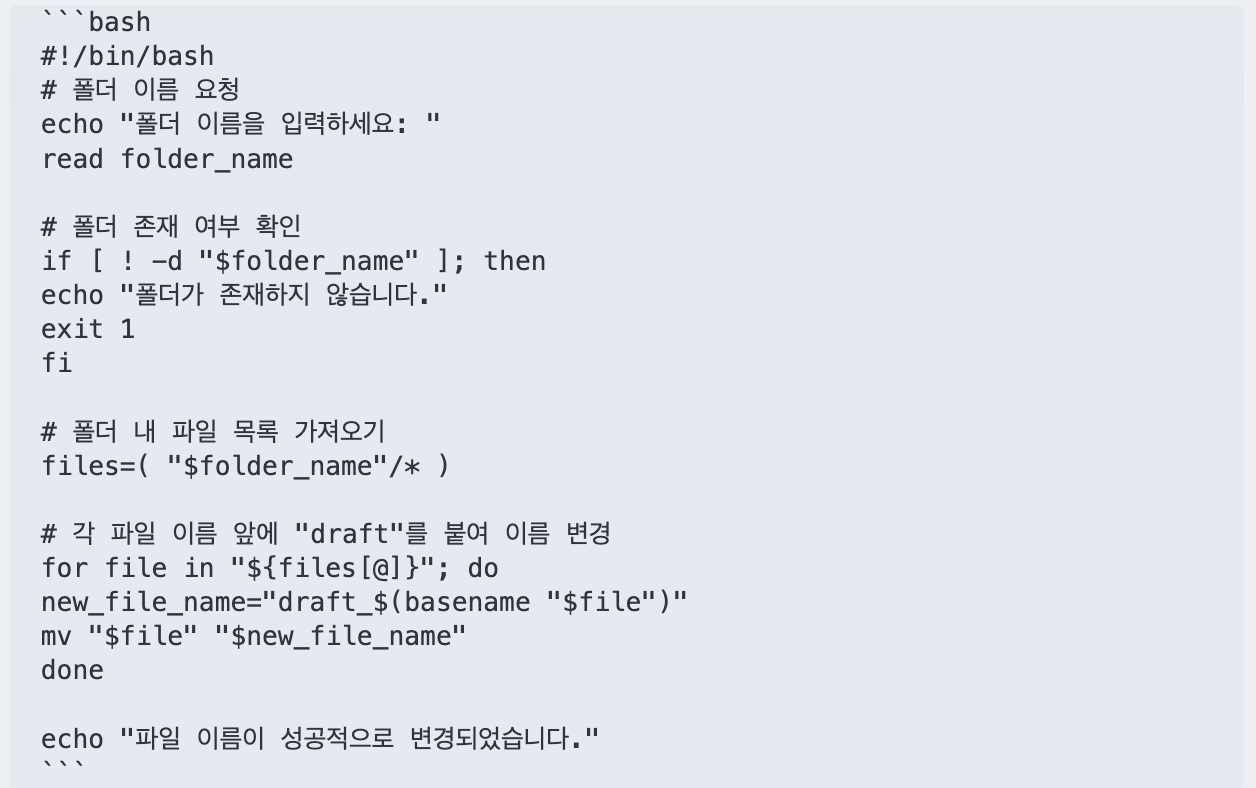 ```bash
#!/bin/bash
# 폴더 이름 요청
echo "폴더 이름을 입력하세요: "
read folder_name

# 폴더 존재 여부 확인
if [ ! -d "$folder_name" ]; then
echo "폴더가 존재하지 않습니다."
exit 1
fi

# 폴더 내 파일 목록 가져오기
files=( "$folder_name"/* )

# 각 파일 이름 앞에 "draft"를 붙여 이름 변경
for file in "${files[@]}"; do
new_file_name="draft_$(basename "$file")"
mv "$file" "$new_file_name"
done

echo "파일 이름이 성공적으로 변경되었습니다."
```